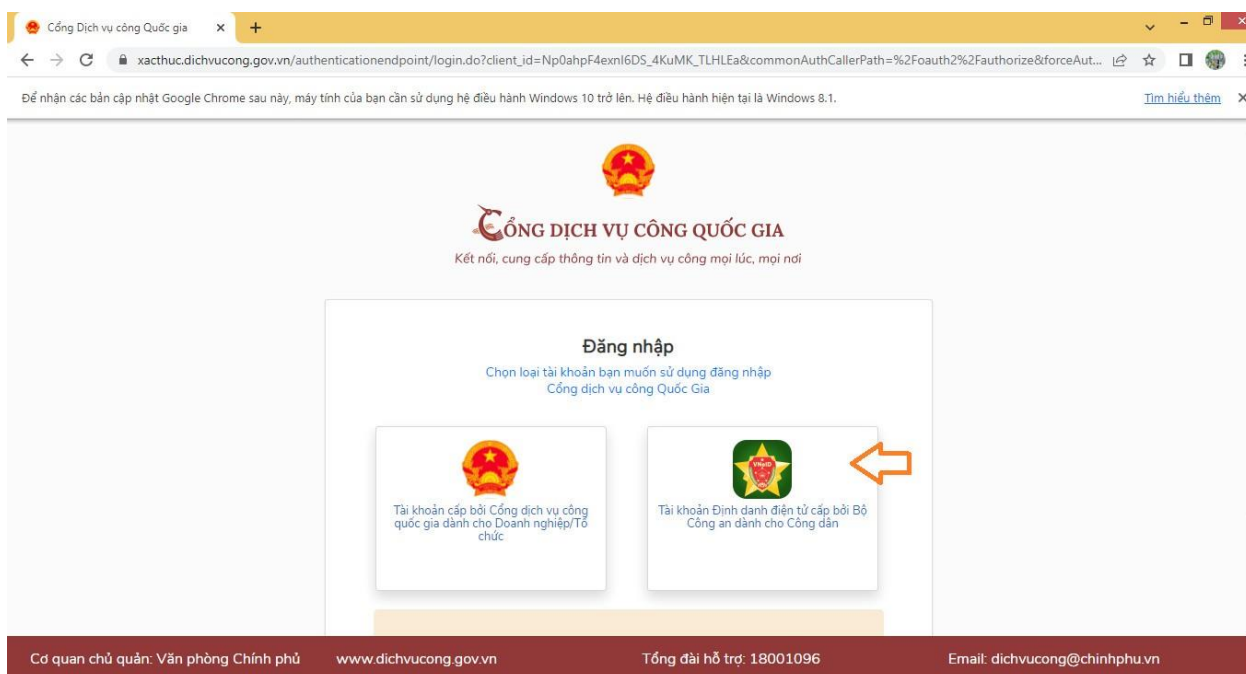 Cổng Dịch vụ công Quốc gia
xacthuc.dichvucong.gov.vn/authenticationendpoint/login.do?client_id=Np0ahpF4exnI6DS_4KuMK_TLHLEa&commonAuthCallerPath=%2Foauth2%2Fauthorize&forceAut...
Để nhận các bản cập nhật Google Chrome sau này, máy tính của bạn cần sử dụng hệ điều hành Windows 10 trở lên. Hệ điều hành hiện tại là Windows 8.1. Tìm hiểu thêm
CỔNG DỊCH VỤ CÔNG QUỐC GIA
Kết nối, cung cấp thông tin và dịch vụ công mọi lúc, mọi nơi
Đăng nhập
Chọn loại tài khoản bạn muốn sử dụng đăng nhập
Cổng dịch vụ công Quốc Gia
Tài khoản cấp bởi Cổng dịch vụ công
quốc gia dành cho Doanh nghiệp/Tổ
chức
VNeID
Tài khoản Định danh điện tử cấp bởi Bộ
Công an dành cho Công dân
Cơ quan chủ quản: Văn phòng Chính phủ www.dichvucong.gov.vn Tổng đài hỗ trợ: 18001096 Email: dichvucong@chinhphu.vn